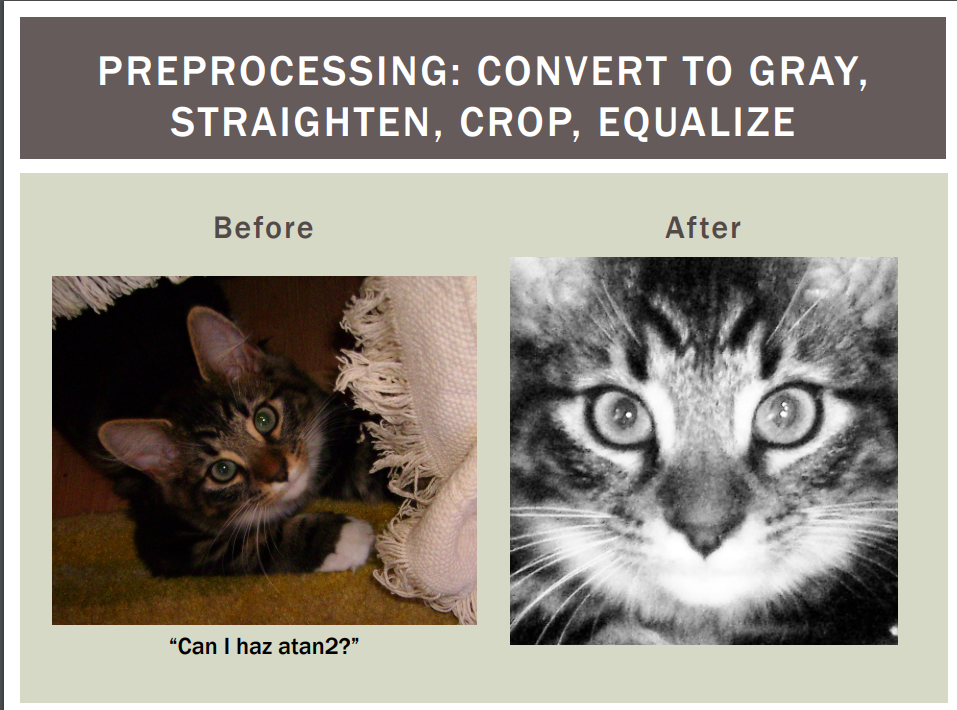 PREPROCESSING: CONVERT TO GRAY,
STRAIGHTEN, CROP, EQUALIZE
Before
After
“Can I haz atan2?”